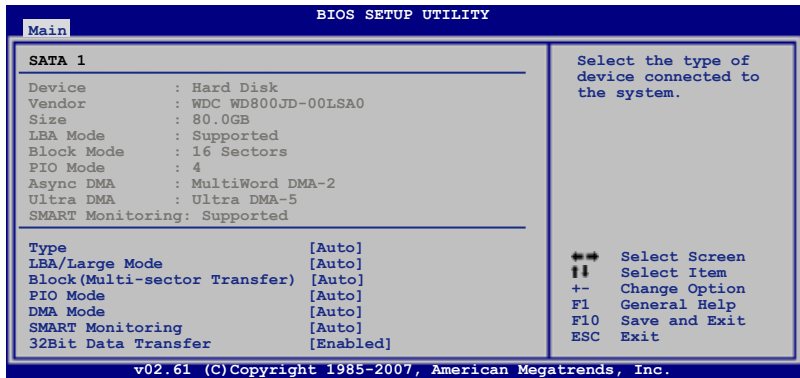 BIOS SETUP UTILITY
Main
SATA 1
Device : Hard Disk
Vendor : WDC WD800JD-00LSA0
Size : 80.0GB
LBA Mode : Supported
Block Mode : 16 Sectors
PIO Mode : 4
Async DMA : MultiWord DMA-2
Ultra DMA : Ultra DMA-5
SMART Monitoring: Supported
Type [Auto]
LBA/Large Mode [Auto]
Block(Multi-sector Transfer) [Auto]
PIO Mode [Auto]
DMA Mode [Auto]
SMART Monitoring [Auto]
32Bit Data Transfer [Enabled]
Select the type of
device connected to
the system.
Select Screen
Select Item
+- Change Option
F1 General Help
F10 Save and Exit
ESC Exit
v02.61 (C)Copyright 1985-2007, American Megatrends, Inc.